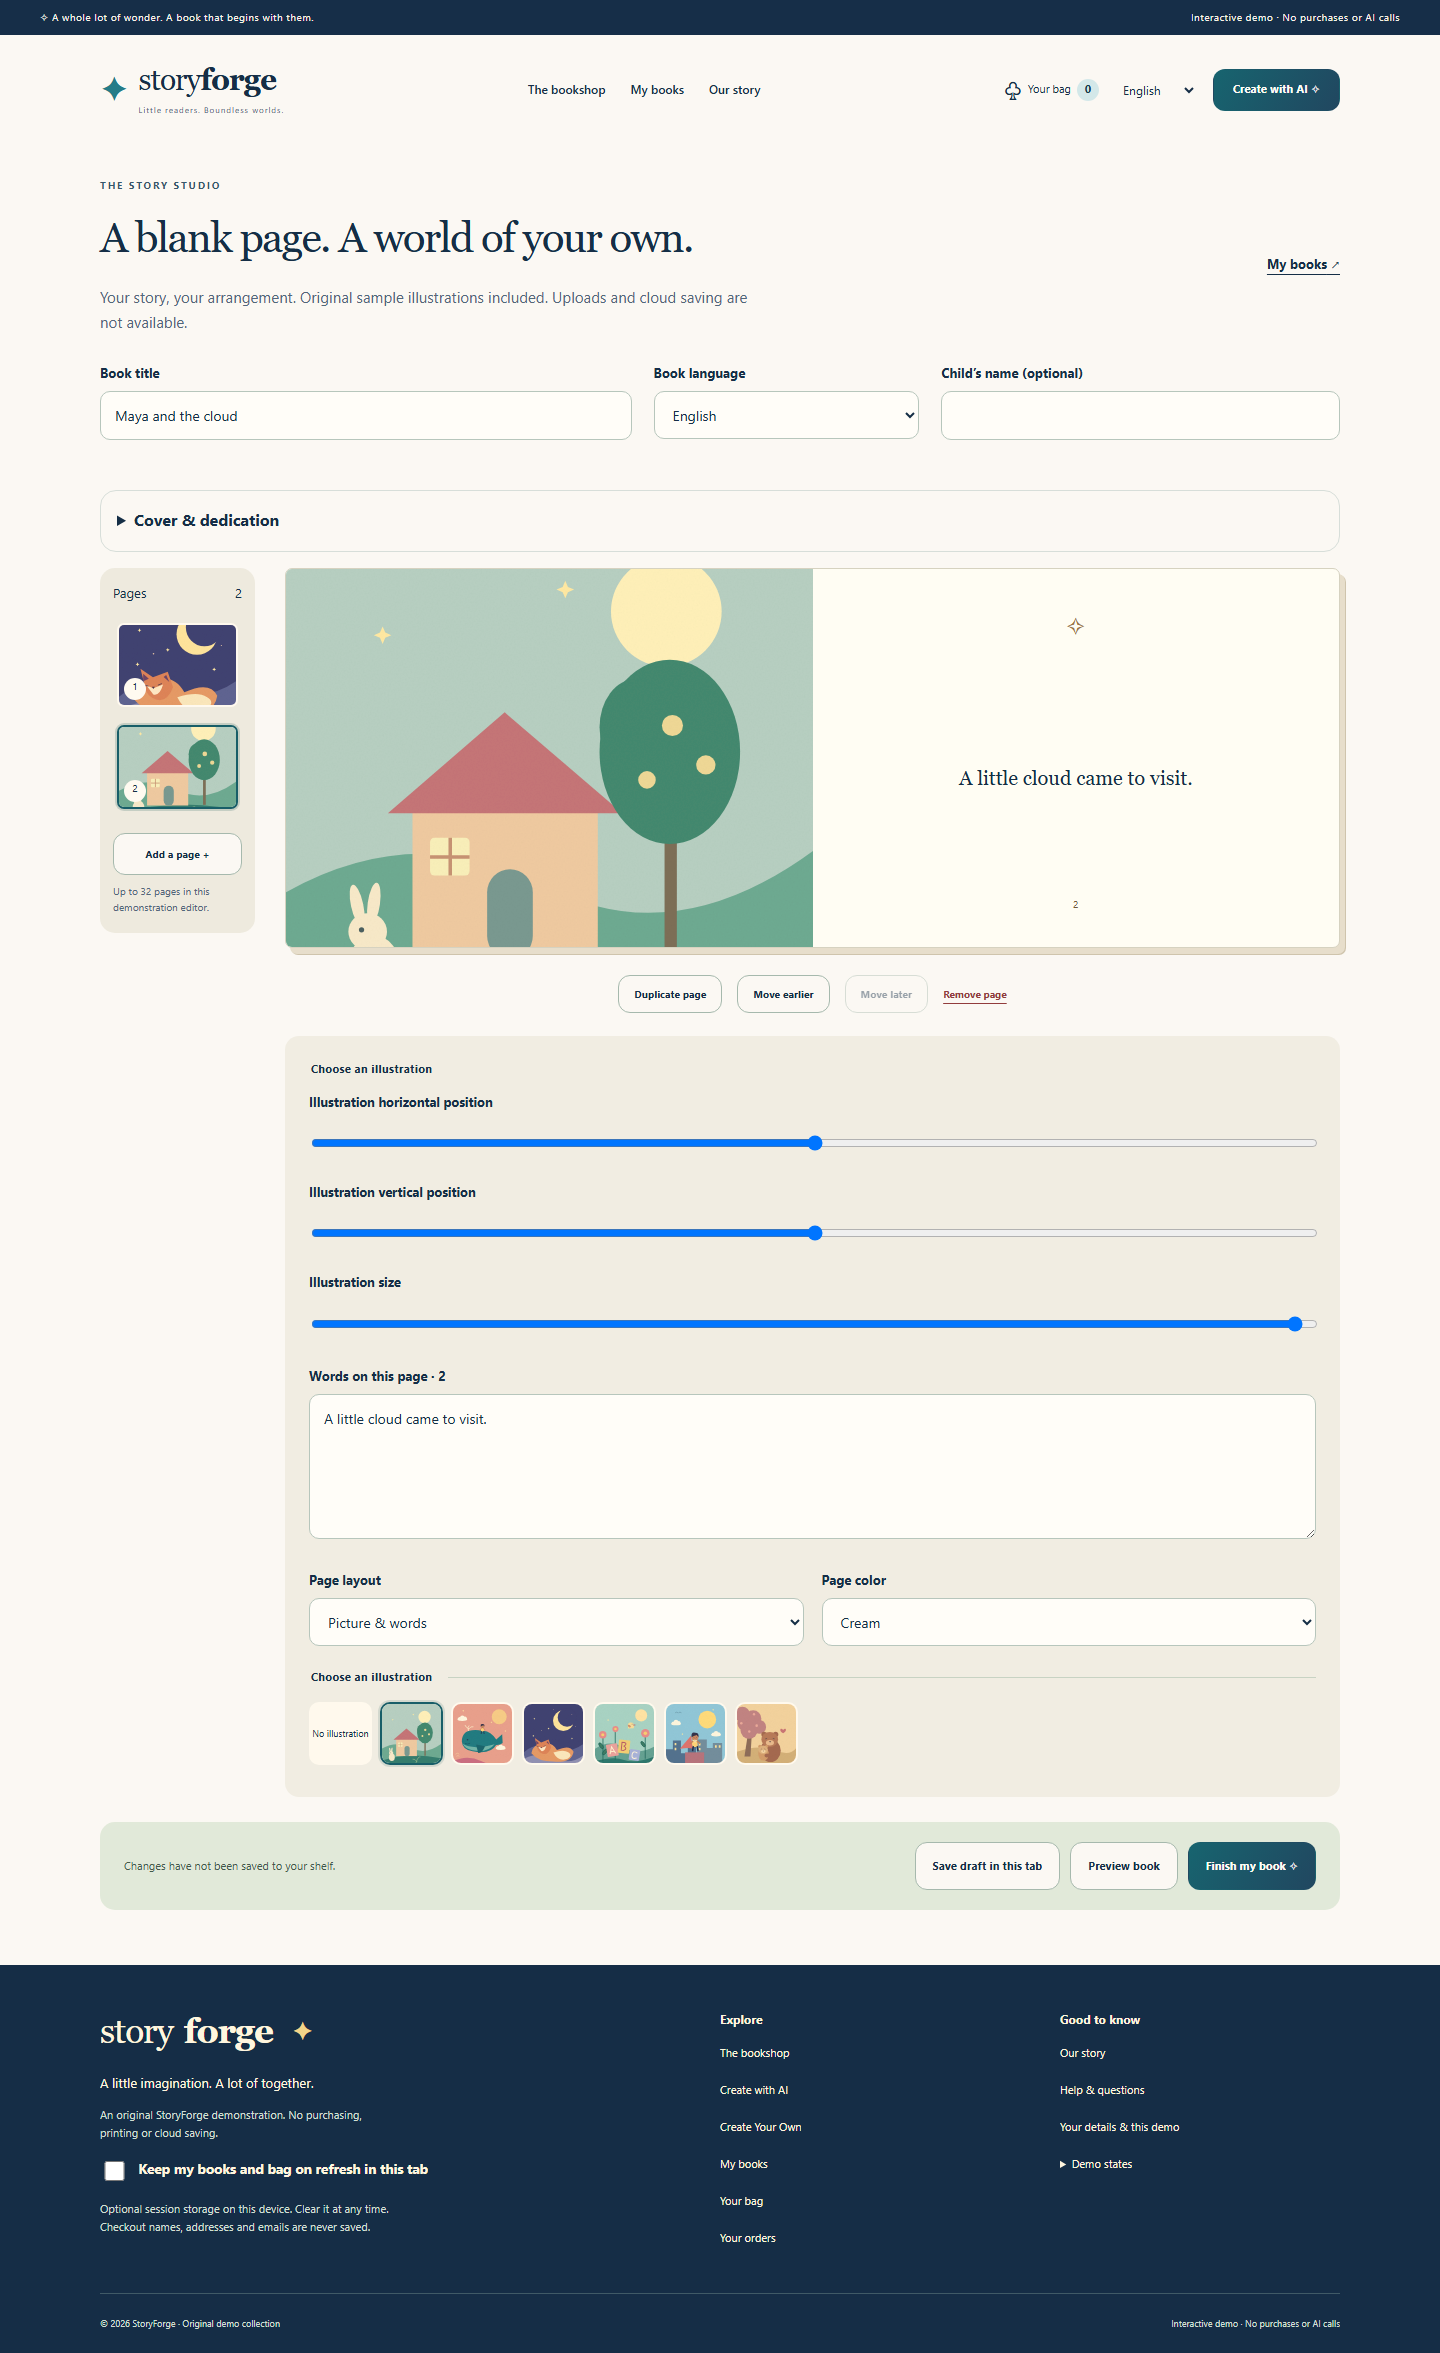 ✧ A whole lot of wonder. A book that begins with them.
Interactive demo · No purchases or AI calls
storyforge
Little readers. Boundless worlds.
The bookshop
My books
Our story
Your bag 0
English
Create with AI ✧
THE STORY STUDIO
A blank page. A world of your own.
My books ↗
Your story, your arrangement. Original sample illustrations included. Uploads and cloud saving are
not available.
Book title
Book language
Child’s name (optional)
Maya and the cloud
English
Cover & dedication
Pages 2
1
2
Add a page +
Up to 32 pages in this
demonstration editor.
A little cloud came to visit.
2
Duplicate page
Move earlier
Move later
Remove page
Choose an illustration
Illustration horizontal position
Illustration vertical position
Illustration size
Words on this page · 2
A little cloud came to visit.
Page layout
Page color
Picture & words
Cream
Choose an illustration
No illustration
A B C
Changes have not been saved to your shelf.
Save draft in this tab
Preview book
Finish my book ✧
story forge
A little imagination. A lot of together.
An original StoryForge demonstration. No purchasing,
printing or cloud saving.
Keep my books and bag on refresh in this tab
Optional session storage on this device. Clear it at any time.
Checkout names, addresses and emails are never saved.
Explore
The bookshop
Create with AI
Create Your Own
My books
Your bag
Your orders
Good to know
Our story
Help & questions
Your details & this demo
Demo states
© 2026 StoryForge · Original demo collection
Interactive demo · No purchases or AI calls